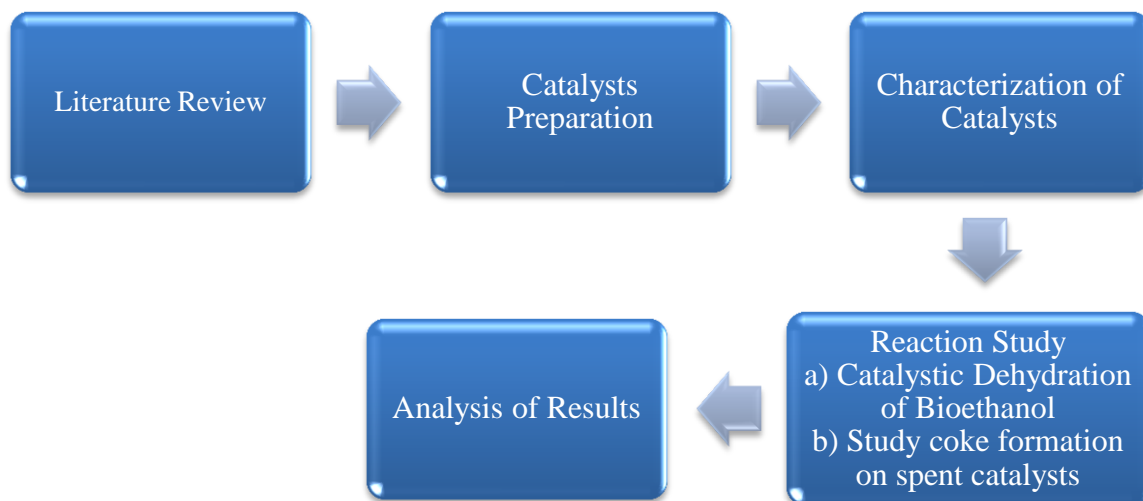 Literature Review
Catalysts
Preparation
Characterization of
Catalysts
Reaction Study
a) Catalystic Dehydration
of Bioethanol
b) Study coke formation
on spent catalysts
Analysis of Results